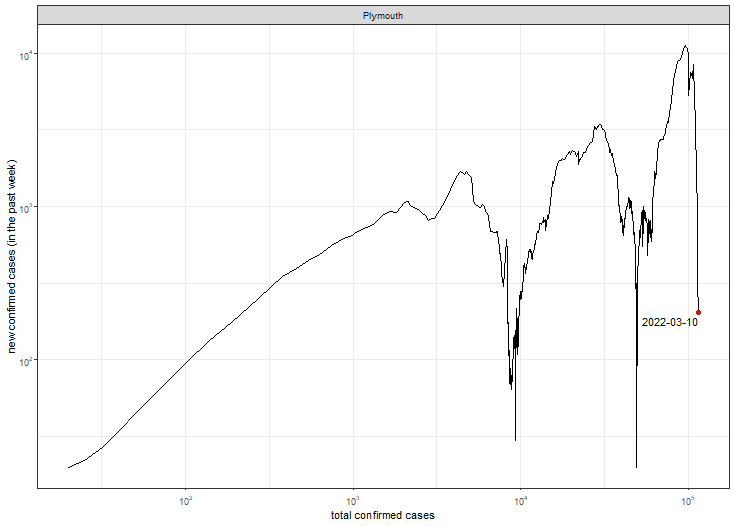 Plymouth
new confirmed cases (in the past week)
10⁴
10³
10²
2022-03-10
10² 10³ 10⁴ 10⁵
total confirmed cases